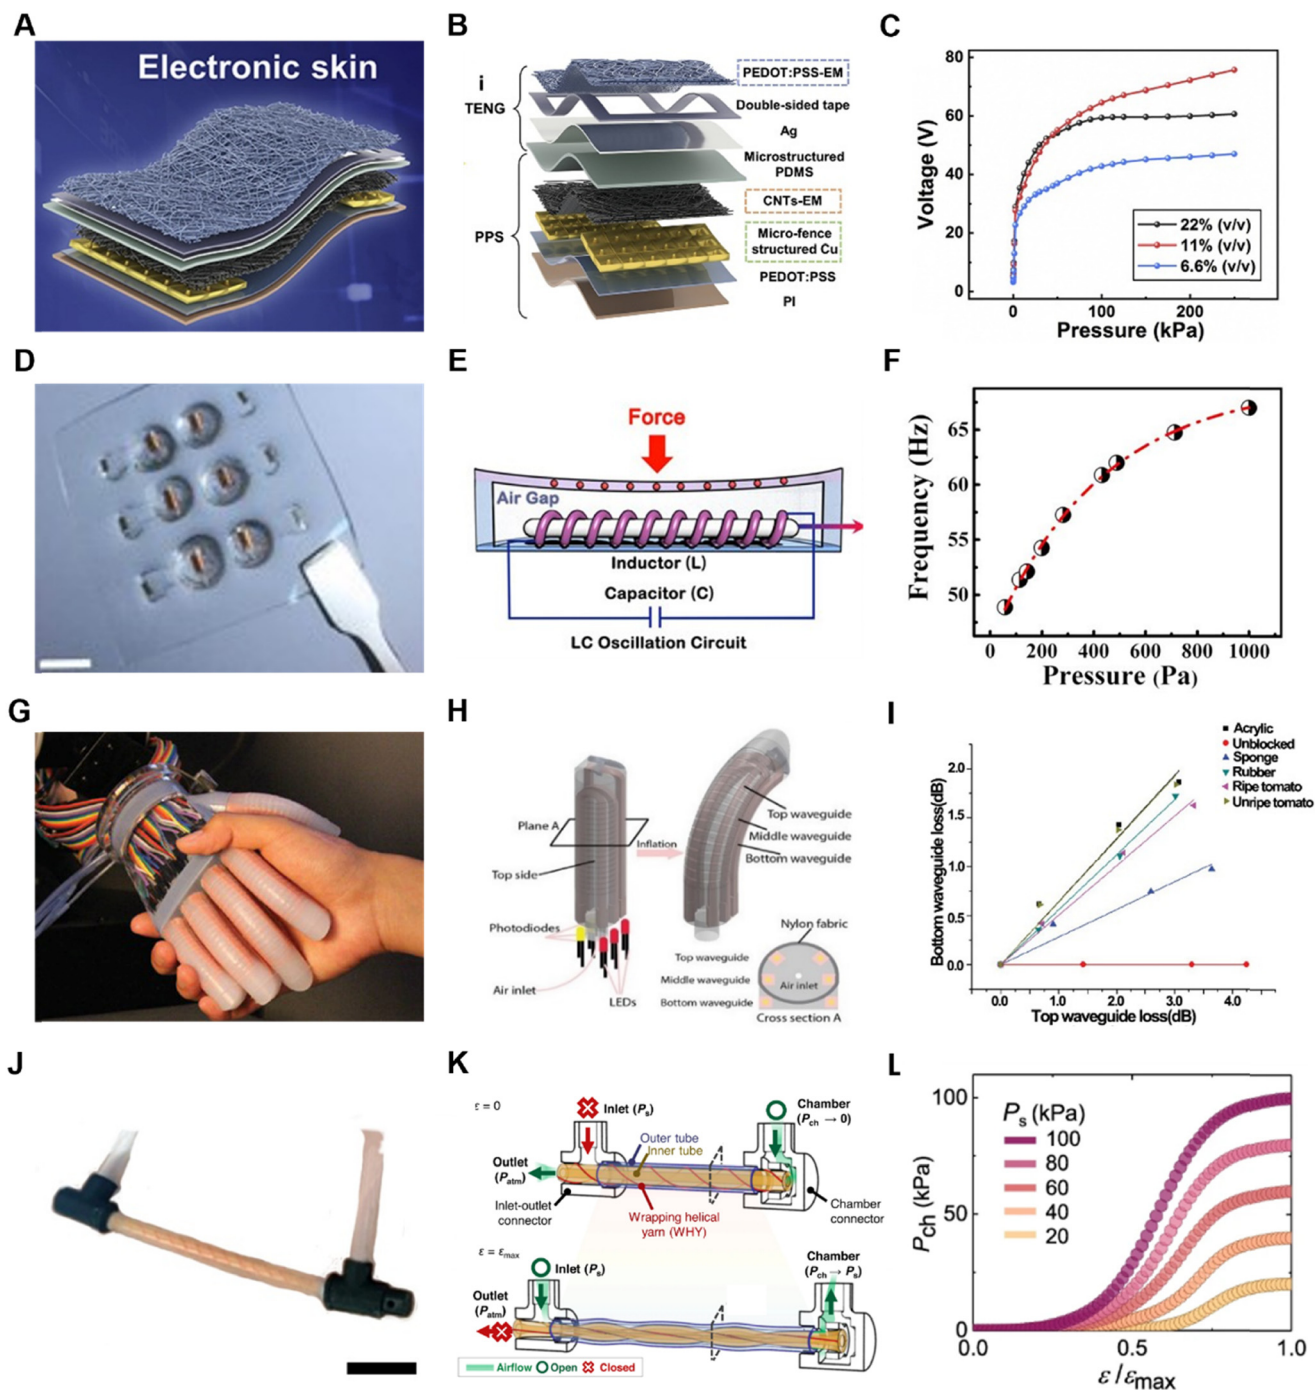 A
Electronic skin
B
i
TENG
PPS
PEDOT:PSS-EM
Double-sided tape
Ag
Microstructured
PDMS
CNTs-EM
Micro-fence
structured Cu
PEDOT:PSS
PI
C
80
60
40
20
0
Voltage (V)
22% (v/v)
11% (v/v)
6.6% (v/v)
0
100
200
Pressure (kPa)
D
E
Force
Air Gap
Inductor (L)
Capacitor (C)
LC Oscillation Circuit
F
65
60
55
50
Frequency (Hz)
0 200 400 600 800 1000
Pressure (Pa)
G
H
Plane A
Top side
Inflation
Photodiodes
Air inlet
LEDs
Top waveguide
Middle waveguide
Bottom waveguide
Nylon fabric
Top waveguide
Middle waveguide
Bottom waveguide
Air inlet
Cross section A
I
Acrylic
Unblocked
Sponge
Rubber
Ripe tomato
Unripe tomato
2.0
1.5
1.0
0.5
0.0
Bottom waveguide loss(dB)
0.0 1.0 2.0 3.0 4.0
Top waveguide loss(dB)
J
K
ε = 0
Inlet (Ps)
Chamber
(Pch → 0)
Outer tube
Inner tube
Outlet
(Patm)
Inlet-outlet
connector
Wrapping helical
yarn (WHY)
Chamber
connector
ε = εmax
Inlet (Ps)
Chamber
(Pch → Ps)
Outlet
(Patm)
Airflow Open Closed
L
100
50
0
Pch (kPa)
Ps (kPa)
100
80
60
40
20
0 0.5 1.0
ε/εmax